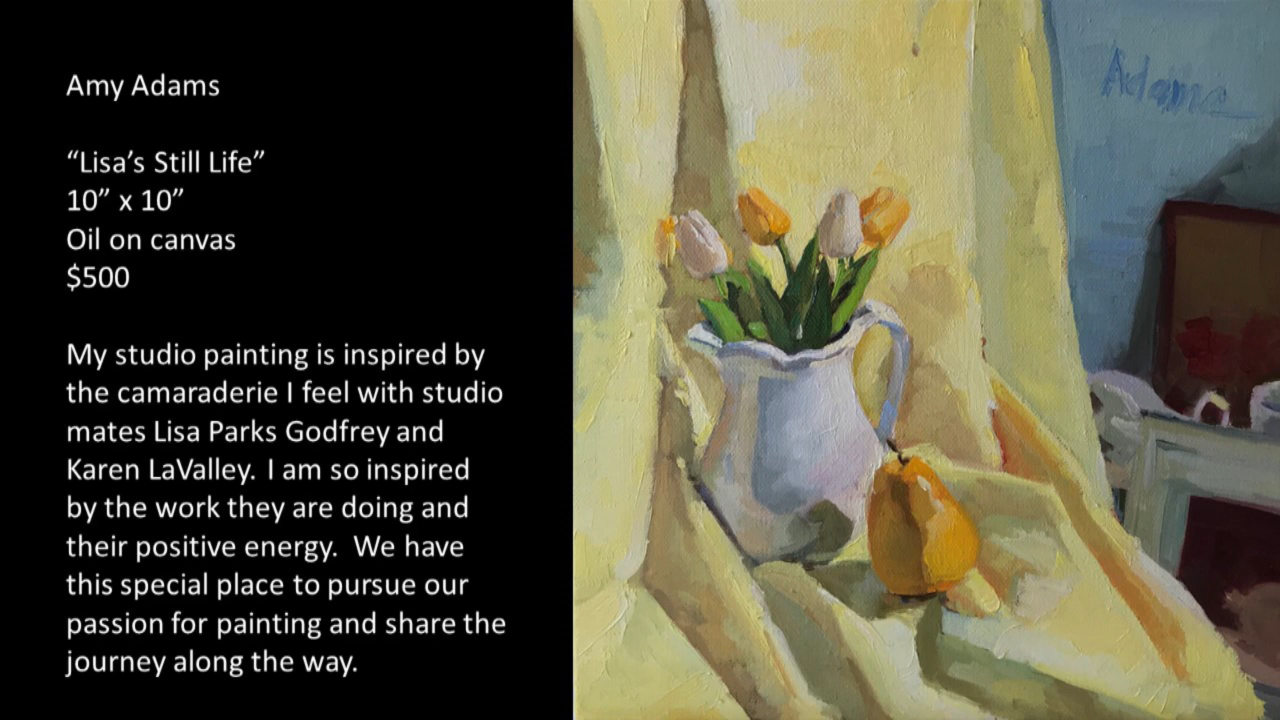 Amy Adams
“Lisa’s Still Life”
10” x 10”
Oil on canvas
$500
My studio painting is inspired by
the camaraderie I feel with studio
mates Lisa Parks Godfrey and
Karen LaValley.  I am so inspired
by the work they are doing and
their positive energy.  We have
this special place to pursue our
passion for painting and share the
journey along the way.
Adams